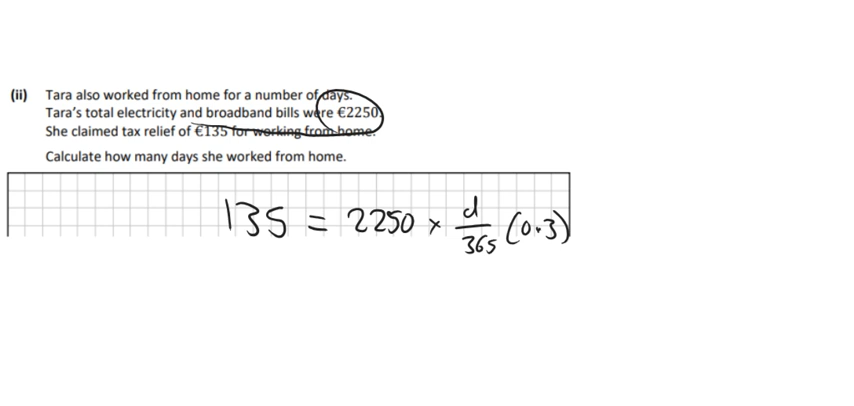 (ii) Tara also worked from home for a number of days.
Tara's total electricity and broadband bills were €2250.
She claimed tax relief of €135 for working from home.
Calculate how many days she worked from home.
135 = 2250 × d/365 (0.3)